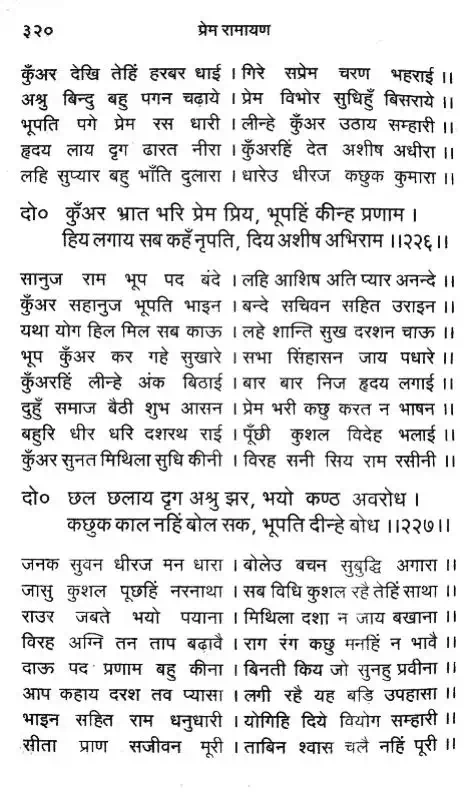 ३२० प्रेम रामायण
कुँअर देखि तेहिं हरबर धाई । गिरे सप्रेम चरण भहराई ।।
अश्रु बिन्दु बहु पगन चढ़ाये । प्रेम विभोर सुधिहुँ बिसराये ।।
भूपति पगे प्रेम रस धारी । लीन्हे कुँअर उठाय सम्हारी ।।
हृदय लाय दृग ढारत नीरा । कुँअरहिं देत अशीष अधीरा ।।
लहि सुप्यार बहु भाँति दुलारा । धारेउ धीरज कछुक कुमारा ।।
दो० कुँअर भ्रात भरि प्रेम प्रिय, भूपहिं कीन्ह प्रणाम ।
हिय लगाय सब कहँ नृपति, दिय अशीष अभिराम ।।२२६।।
सानुज राम भूप पद बंदे । लहि आशिष अति प्यार अनन्दे ।।
कुँअर सहानुज भूपति भाइन । बन्दे सचिवन सहित उराइन ।।
यथा योग हिल मिल सब काऊ । लहे शान्ति सुख दरशन चाऊ ।।
भूप कुँअर कर गहे सुखारे । सभा सिंहासन जाय पधारे ।।
कुँअरहिं लीन्हे अंक बिठाई । बार बार निज हृदय लगाई ।।
दुहुँ समाज बैठी शुभ आसन । प्रेम भरी कछु करत न भाषन ।।
बहुरि धीर धरि दशरथ राई । पूँछी कुशल विदेह भलाई ।।
कुँअर सुनत मिथिला सुधि कीनी । विरह सनी सिय राम रसीनी ।।
दो० छल छलाय दृग अश्रु झर, भयो कण्ठ अवरोध ।
कछुक काल नहिं बोल सक, भूपति दीन्हे बोध ।।२२७।।
जनक सुवन धीरज मन धारा । बोलेउ बचन सुबुद्धि अगारा ।।
जासु कुशल पूछहिं नरनाथा । सब विधि कुशल रहै तेहिं साथा ।।
राउर जबते भयो पयाना । मिथिला दशा न जाय बखाना ।।
विरह अग्नि तन ताप बढ़ावै । राग रंग कछु मनहिं न भावै ।।
दाऊ पद प्रणाम बहु कीना । बिनती किय जो सुनहु प्रवीना ।।
आप कहाय दरश तव प्यासा । लगी रहै यह बड़ि उपहासा ।।
भाइन सहित राम धनुधारी । योगिहि दिये वियोग सम्हारी ।।
सीता प्राण सजीवन मूरी । ताबिन श्वास चलै नहिं पूरी ।।